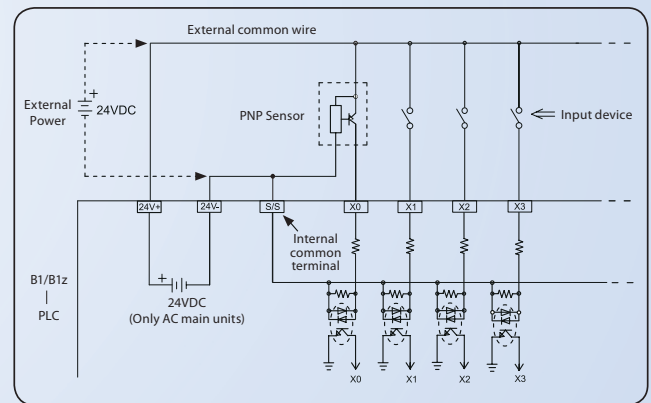 External common wire
+
External
Power
24VDC
PNP Sensor
Input device
24V+
24V-
S/S
X0
X1
X2
X3
Internal
common
terminal
B1/B1z
|
PLC
+
24VDC
(Only AC main units)
X0
X1
X2
X3